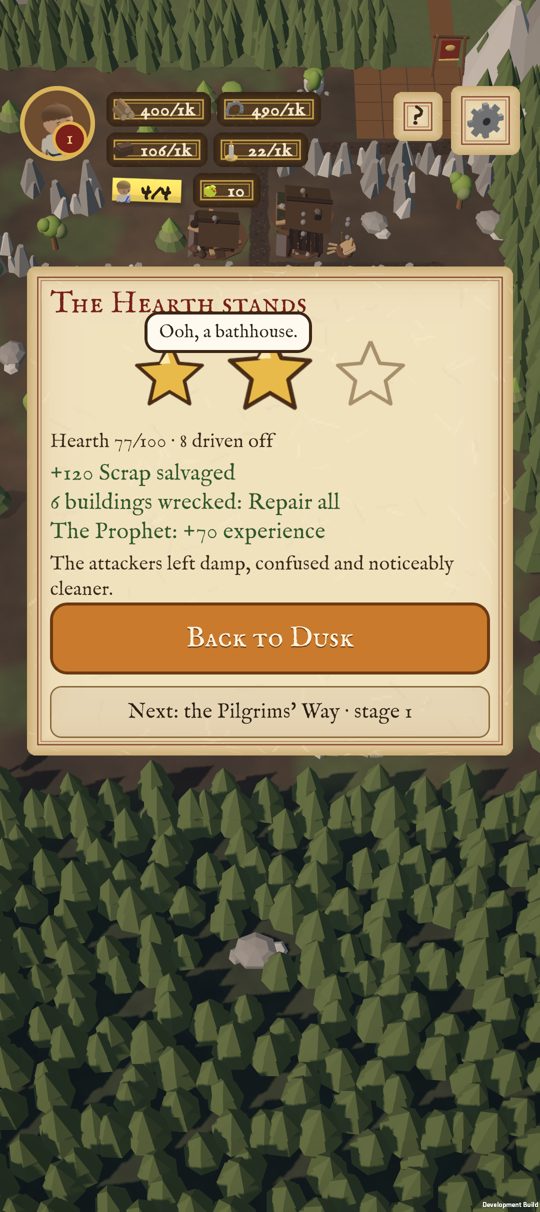 400/1k
490/1k
?
1
106/1k
22/1k
4/4
10
The Hearth stands
Ooh, a bathhouse.
Hearth 77/100 · 8 driven off
+120 Scrap salvaged
6 buildings wrecked: Repair all
The Prophet: +70 experience
The attackers left damp, confused and noticeably
cleaner.
Back to Dusk
Next: the Pilgrims' Way · stage 1
Development Build